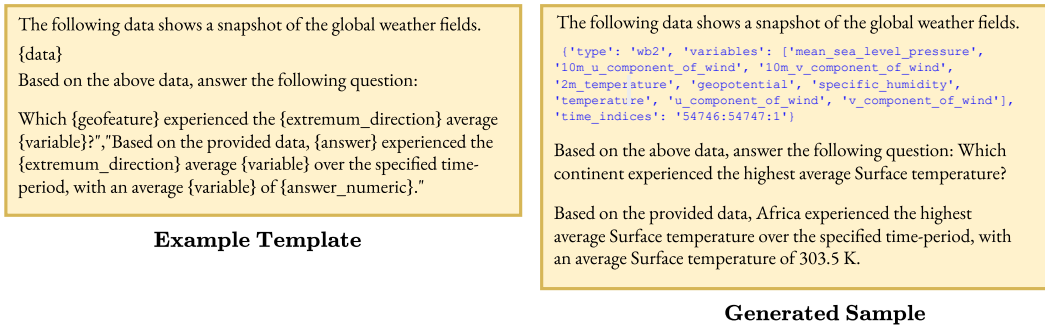 The following data shows a snapshot of the global weather fields.
{data}
Based on the above data, answer the following question:
Which {geofeature} experienced the {extremum_direction} average
{variable}?","Based on the provided data, {answer} experienced the
{extremum_direction} average {variable} over the specified time-
period, with an average {variable} of {answer_numeric}."
Example Template
The following data shows a snapshot of the global weather fields.
{'type': 'wb2', 'variables': ['mean_sea_level_pressure',
'10m_u_component_of_wind', '10m_v_component_of_wind',
'2m_temperature', 'geopotential', 'specific_humidity',
'temperature', 'u_component_of_wind', 'v_component_of_wind'],
'time_indices': '54746:54747:1'}
Based on the above data, answer the following question: Which
continent experienced the highest average Surface temperature?
Based on the provided data, Africa experienced the highest
average Surface temperature over the specified time-period, with
an average Surface temperature of 303.5 K.
Generated Sample